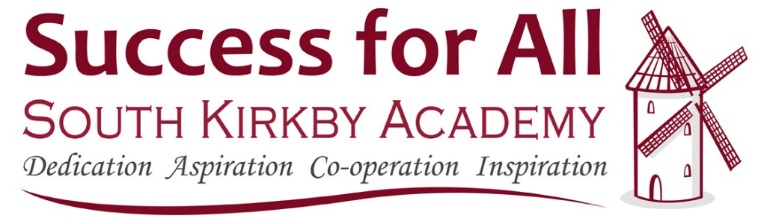 Success for All
SOUTH KIRKBY ACADEMY
Dedication Aspiration Co-operation Inspiration